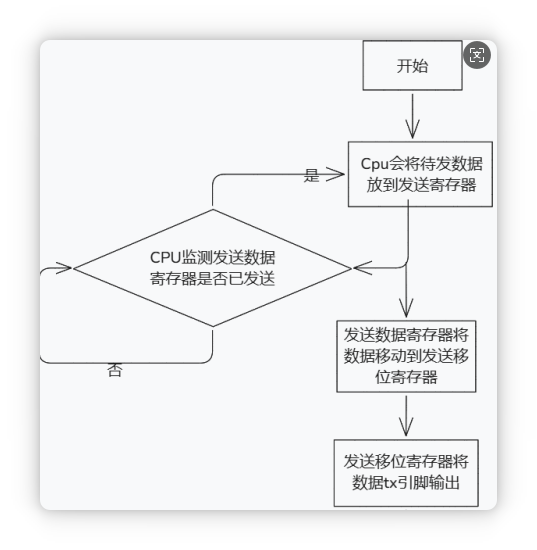 开始
Cpu会将待发数据
放到发送寄存器
是
CPU监测发送数据
寄存器是否已发送
否
发送数据寄存器将
数据移动到发送移
位寄存器
发送移位寄存器将
数据tx引脚输出